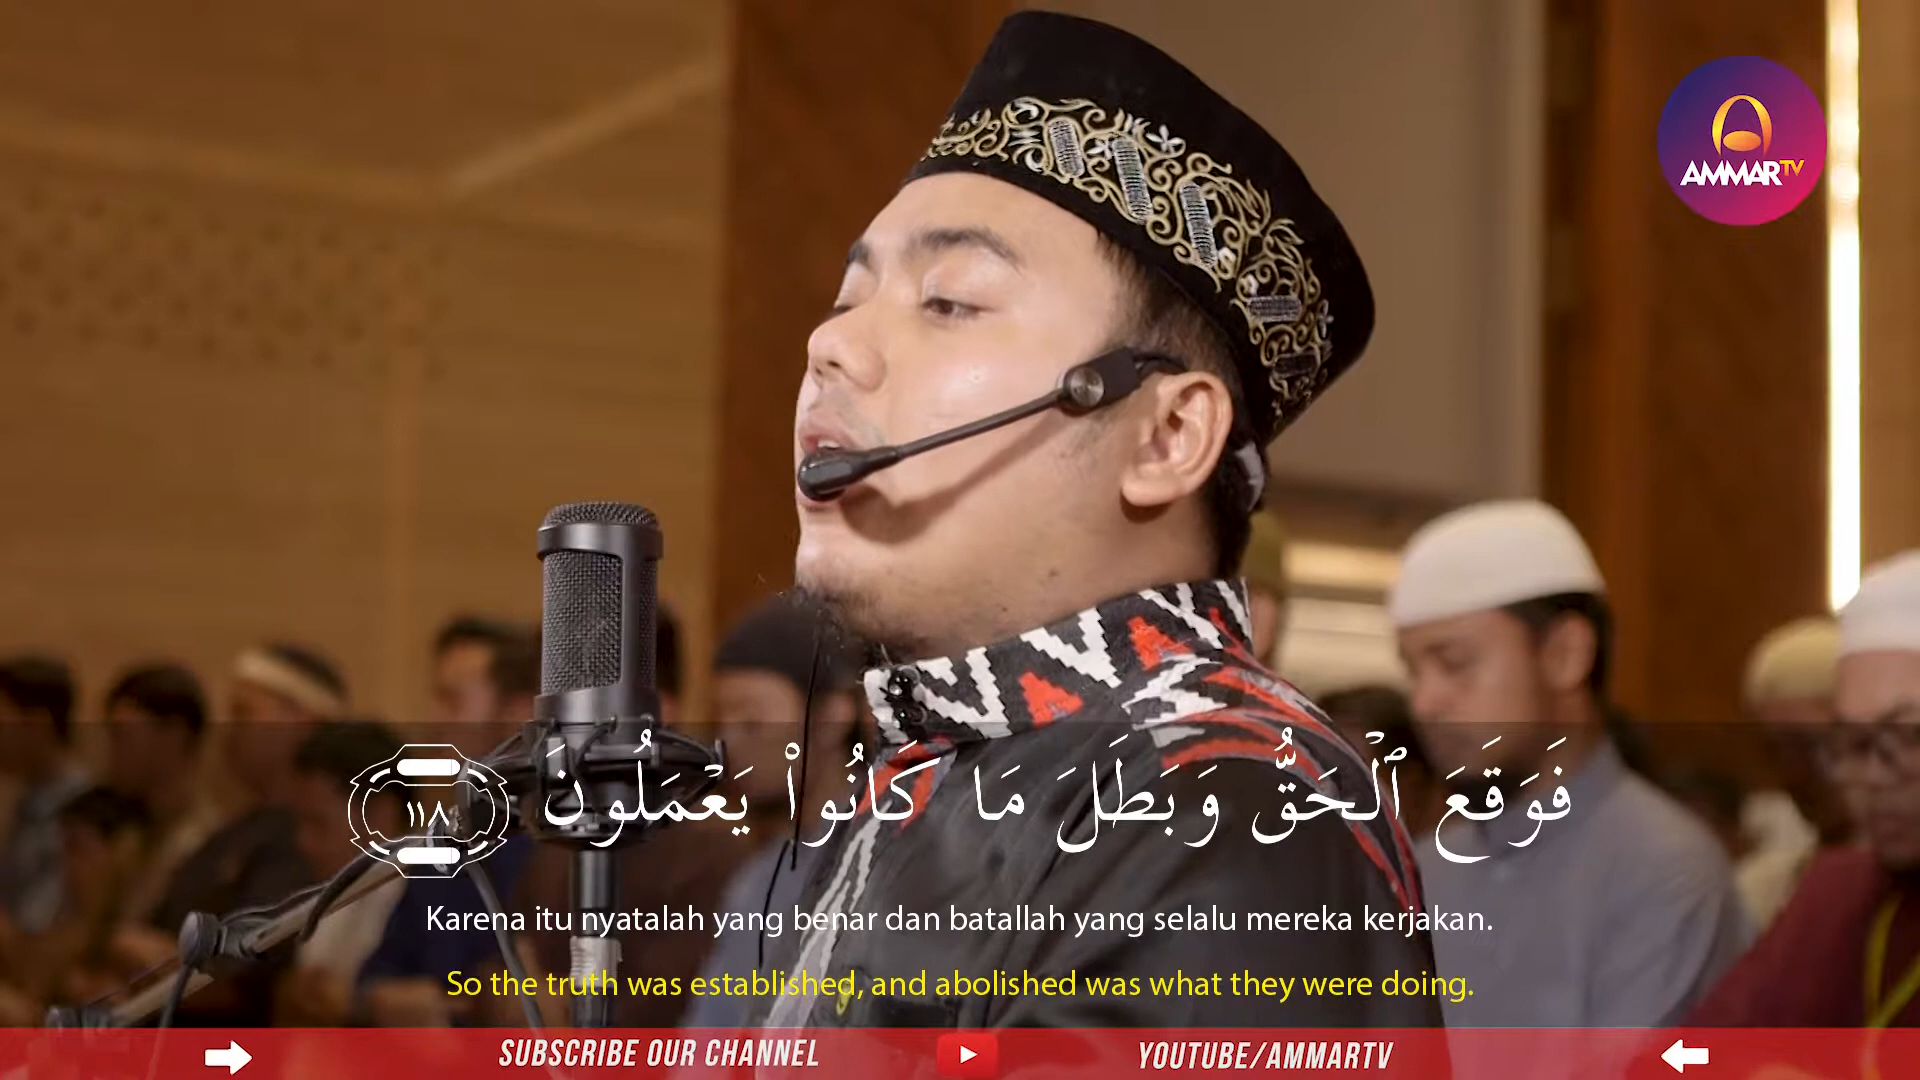 AMMARTV
فَوَقَعَ ٱلْحَقُّ وَبَطَلَ مَا كَانُوا۟ يَعْمَلُونَ ١١٨
Karena itu nyatalah yang benar dan batallah yang selalu mereka kerjakan.
So the truth was established, and abolished was what they were doing.
SUBSCRIBE OUR CHANNEL YOUTUBE/AMMARTV